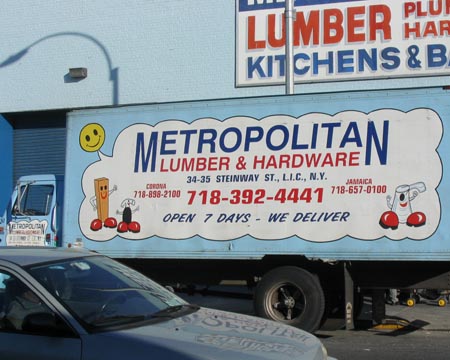 LUMBER
KITCHENS & BA
METROPOLITAN
LUMBER & HARDWARE
34-35 STEINWAY ST., L.I.C., N.Y.
CORONA
718-898-2100
718-392-4441
JAMAICA
718-657-0100
OPEN 7 DAYS - WE DELIVER
METROPOLITAN